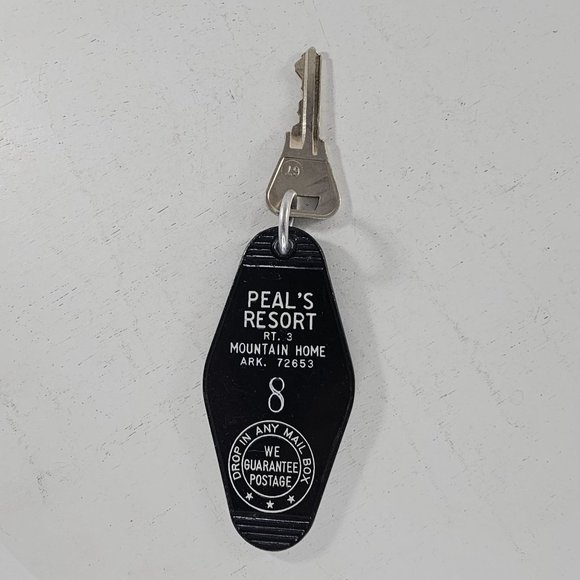 PEAL'S
RESORT
RT. 3
MOUNTAIN HOME
ARK. 72653
8
DROP IN ANY MAIL BOX
WE
GUARANTEE
POSTAGE